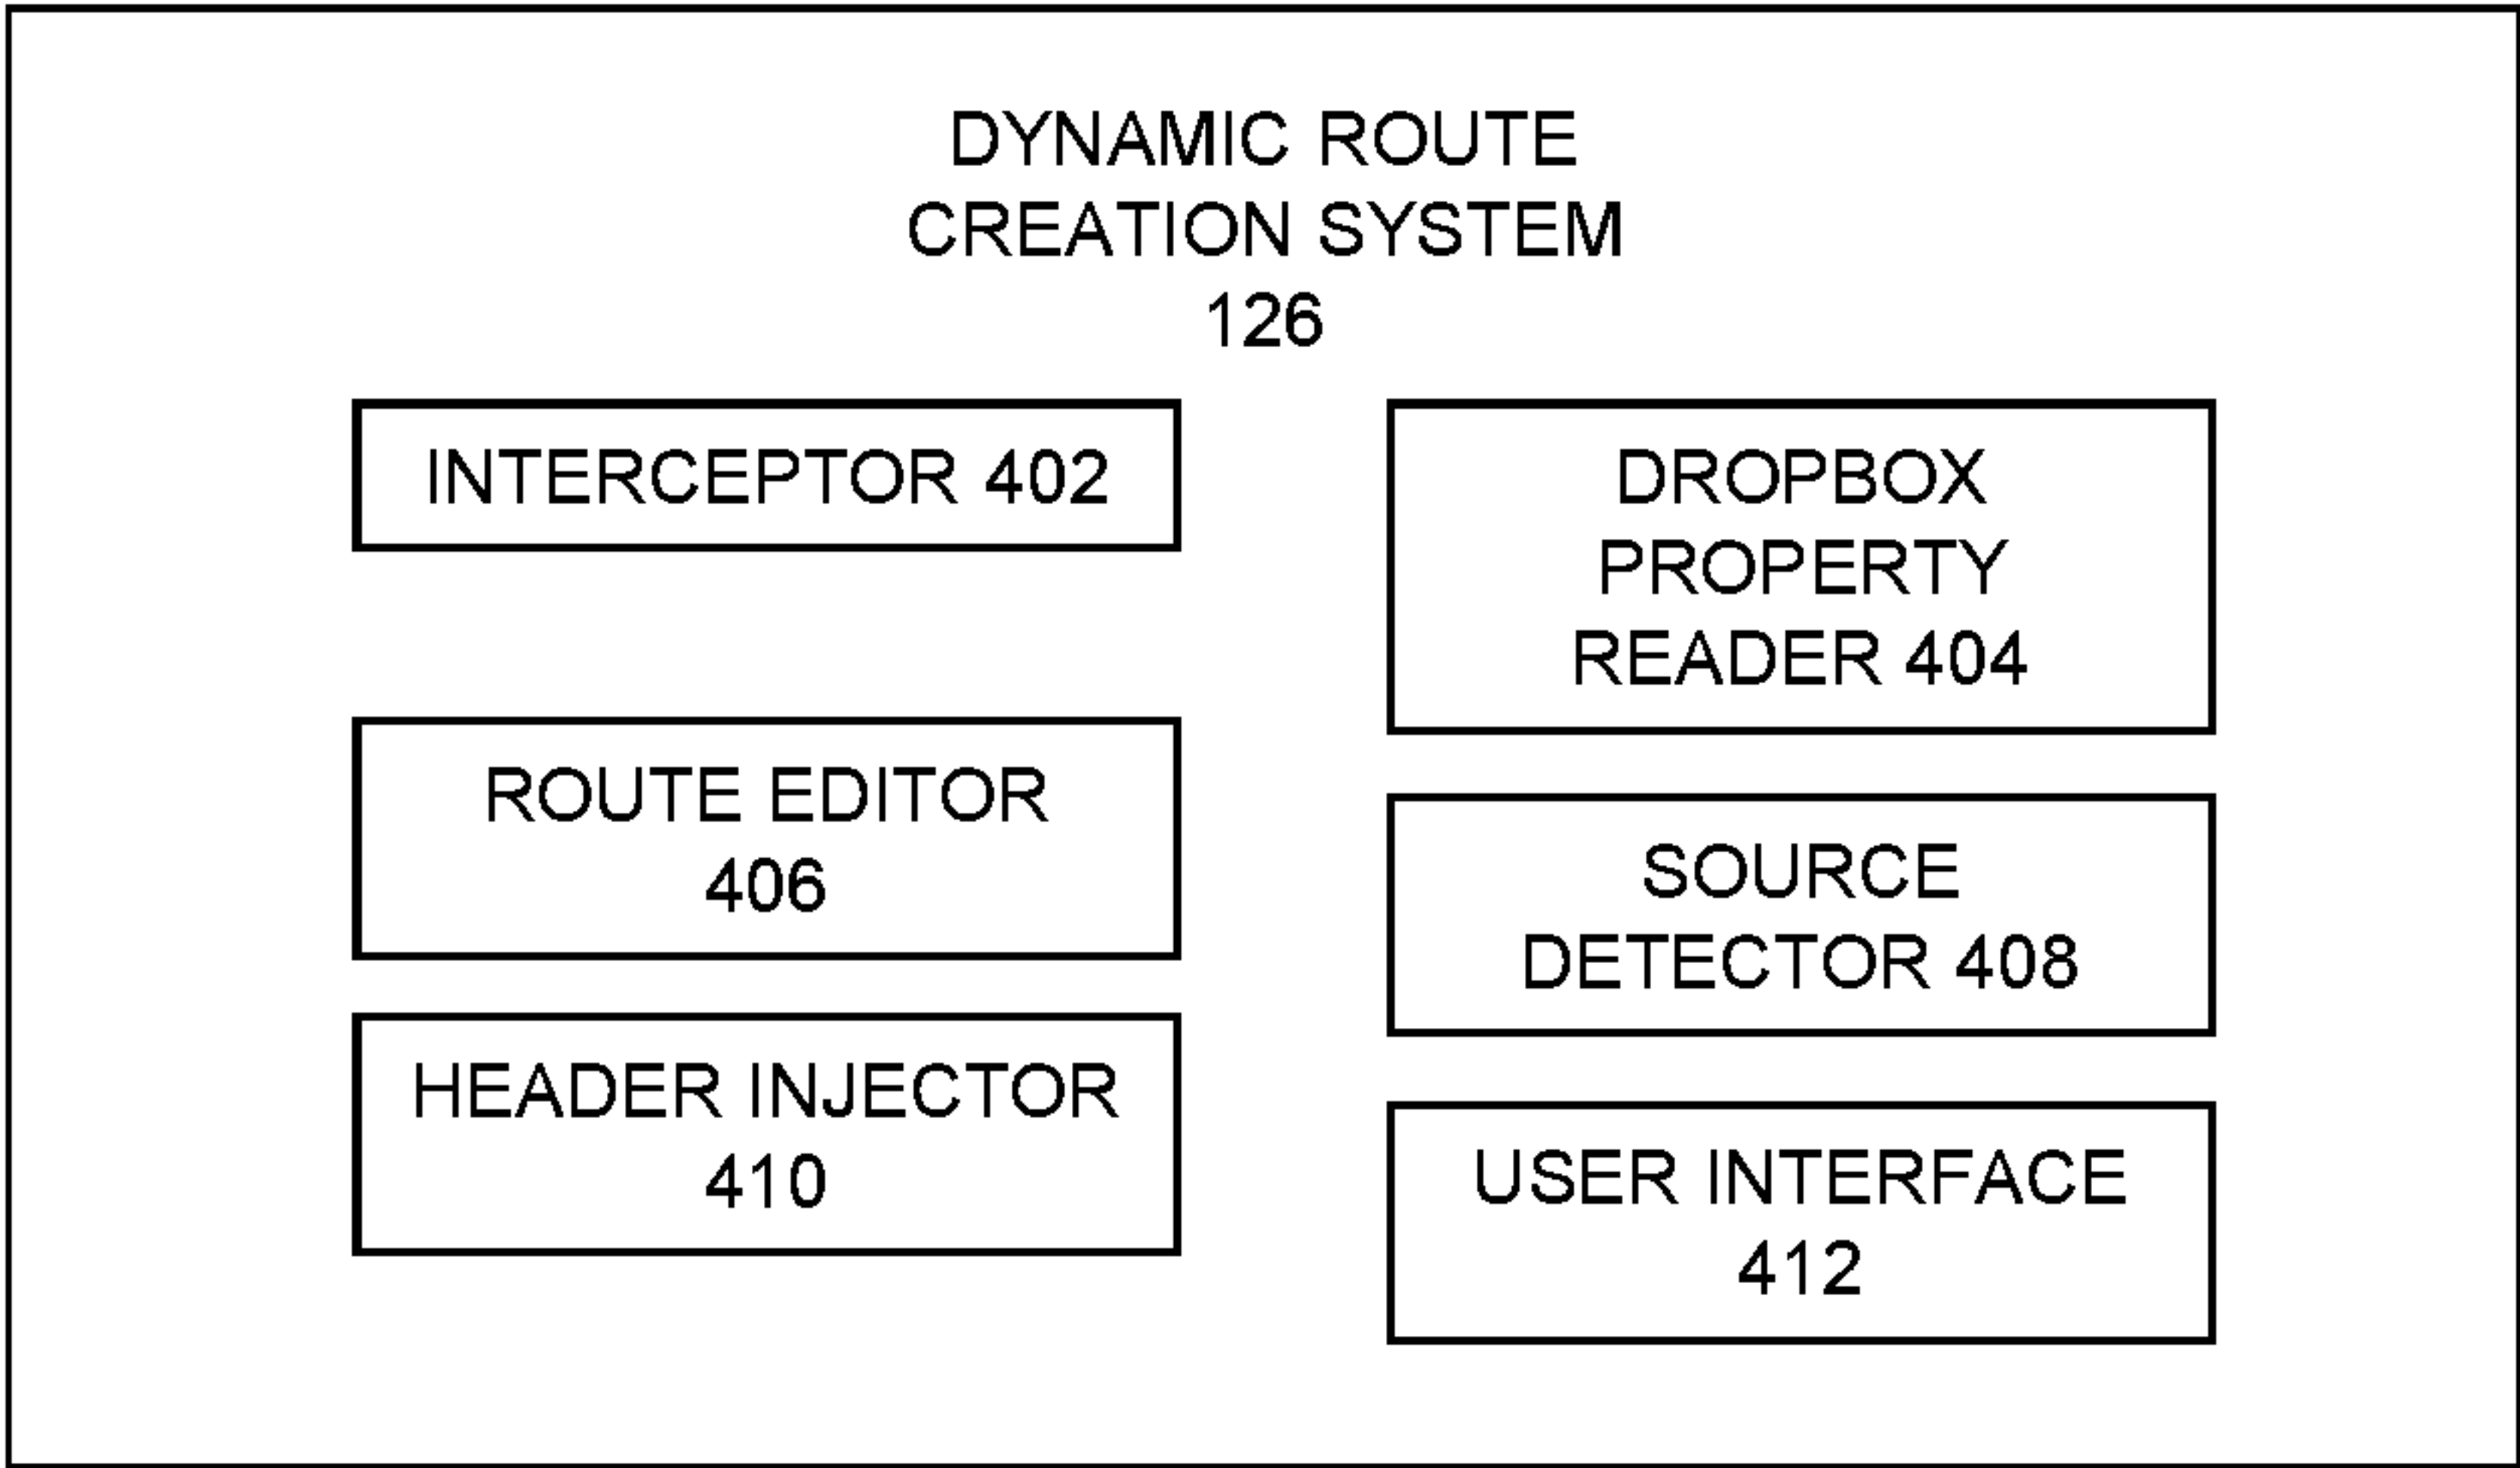 DYNAMIC ROUTE
CREATION SYSTEM
126
INTERCEPTOR 402
DROPBOX
PROPERTY
READER 404
ROUTE EDITOR
406
SOURCE
DETECTOR 408
HEADER INJECTOR
410
USER INTERFACE
412